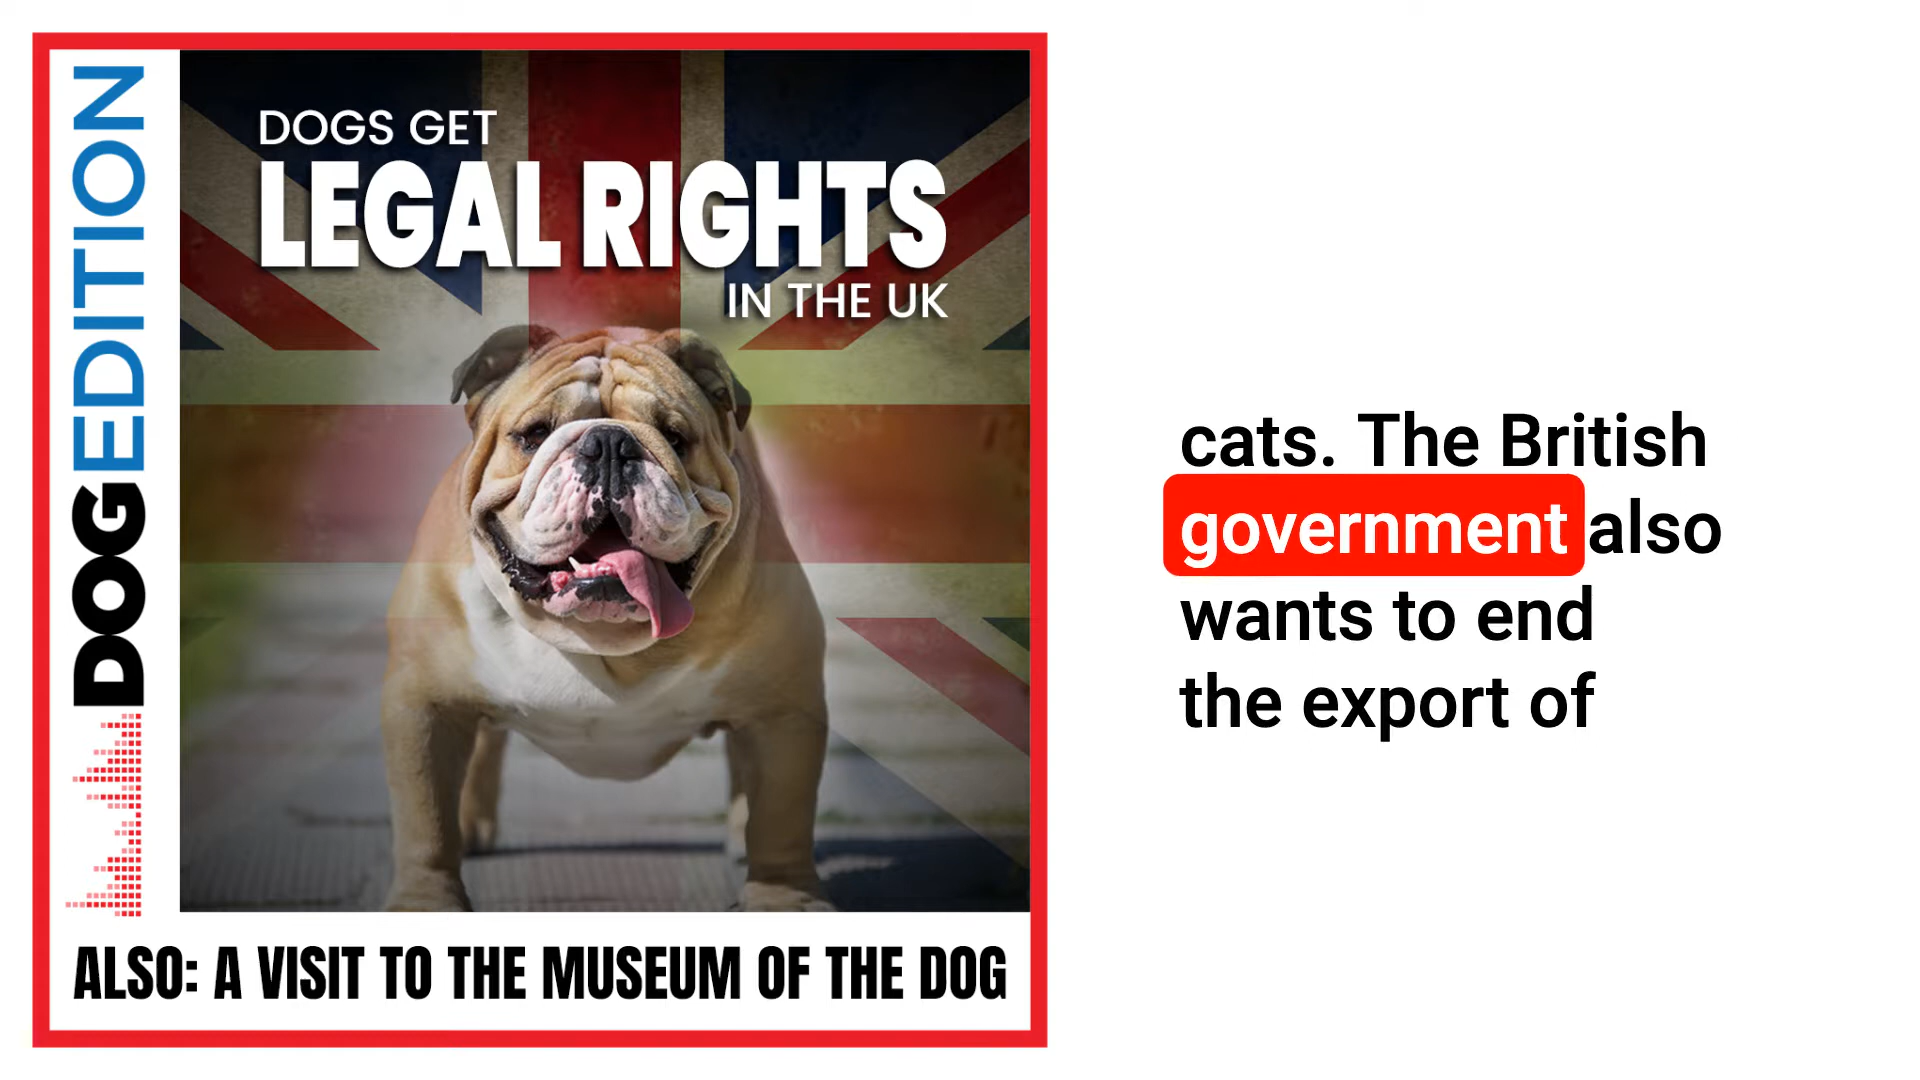 DOGEDITION
DOGS GET
LEGAL RIGHTS
IN THE UK
ALSO: A VISIT TO THE MUSEUM OF THE DOG
cats. The British
government also
wants to end
the export of